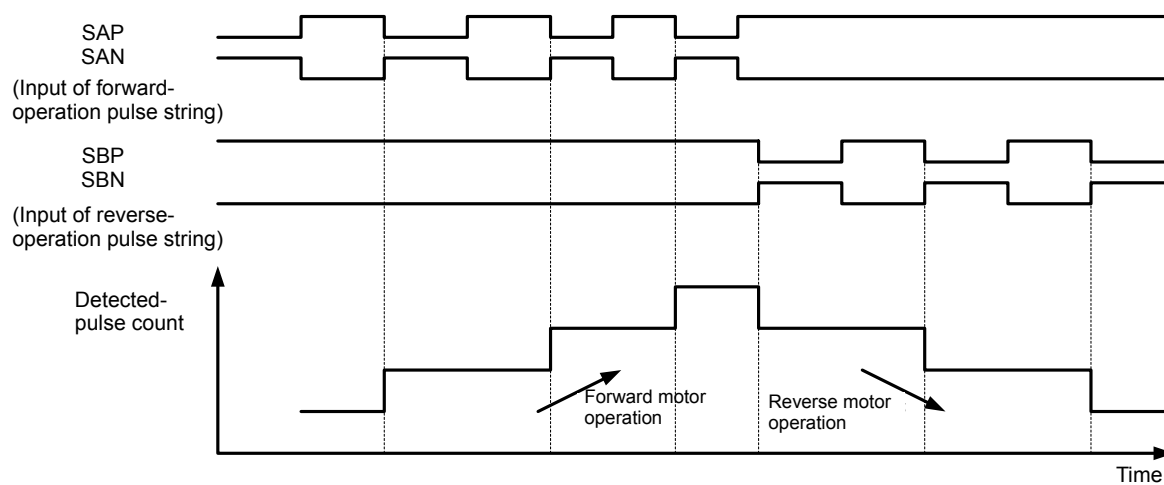 SAP
SAN
(Input of forward-
operation pulse string)
SBP
SBN
(Input of reverse-
operation pulse string)
Detected-
pulse count
Forward motor
operation
Reverse motor
operation
Time